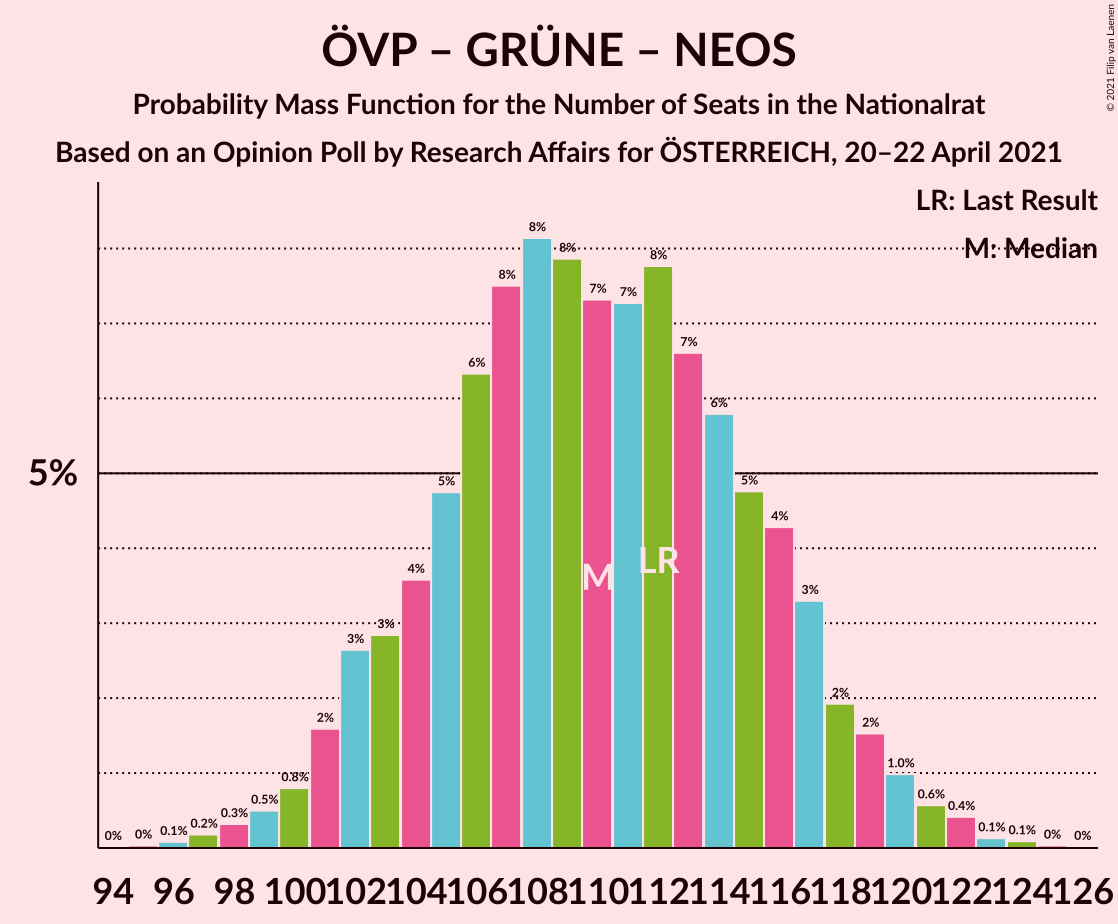 ÖVP – GRÜNE – NEOS
Probability Mass Function for the Number of Seats in the Nationalrat
Based on an Opinion Poll by Research Affairs for ÖSTERREICH, 20–22 April 2021
© 2021 Filip van Laenen
LR: Last Result
M: Median
5%
0% 0% 0.1% 0.2% 0.3% 0.5% 0.8% 2% 3% 3% 4% 5% 6% 8% 8% 8% 7% 7% 8% 7% 6% 5% 4% 3% 2% 2% 1.0% 0.6% 0.4% 0.1% 0.1% 0% 0%
M LR
94 96 98 100 102 104 106 108 110 112 114 116 118 120 122 124 126